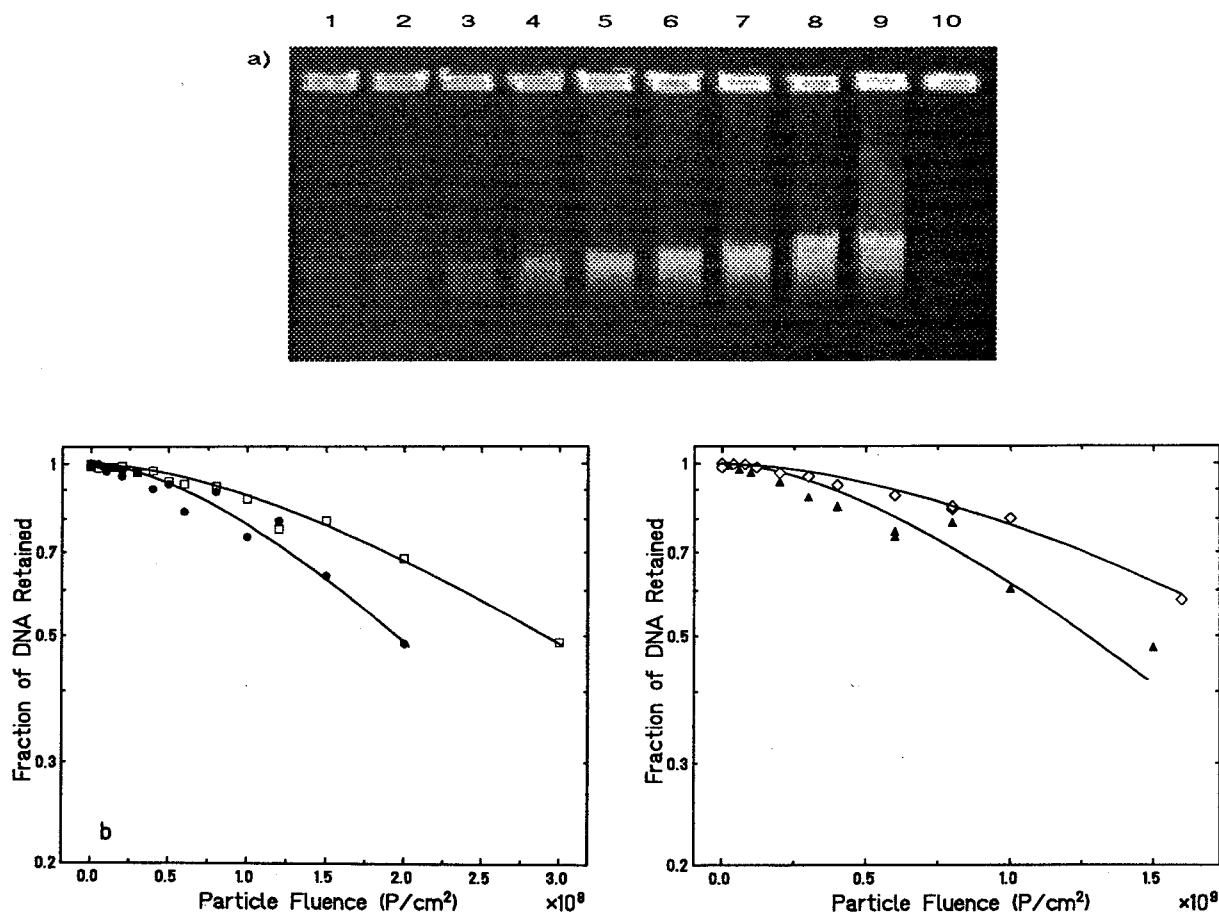 1 2 3 4 5 6 7 8 9 10
a)
Fraction of DNA Retained
1
0.7
0.5
0.3
0.2
b
0.0 0.5 1.0 1.5 2.0 2.5 3.0
Particle Fluence (P/cm²) ×10⁸
Fraction of DNA Retained
1
0.7
0.5
0.3
0.2
0.0 0.5 1.0 1.5
Particle Fluence (P/cm²) ×10⁹